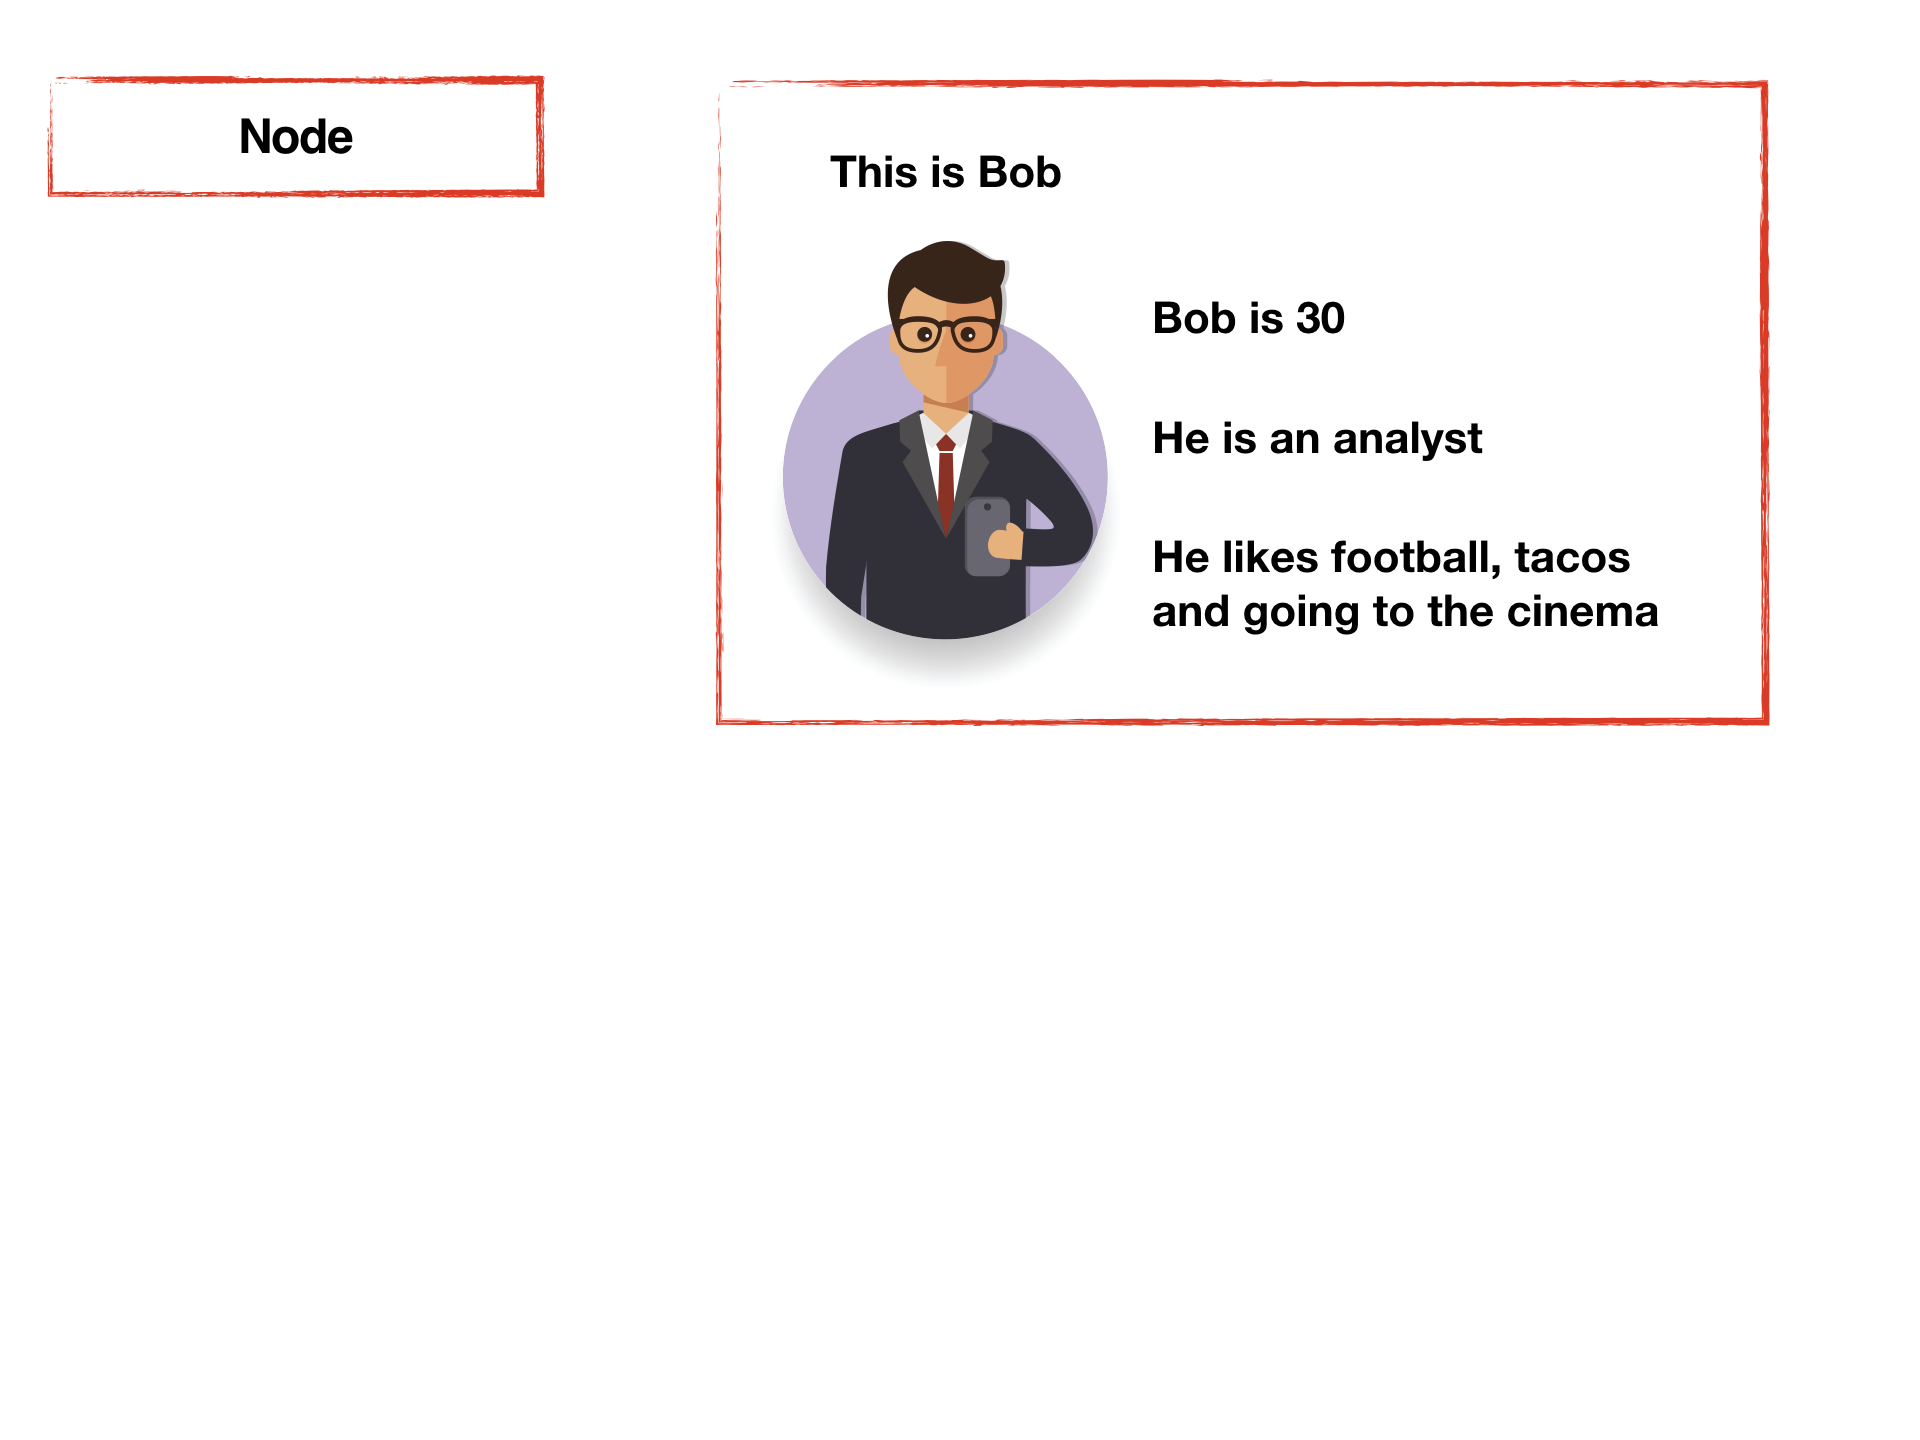 Node
This is Bob
Bob is 30
He is an analyst
He likes football, tacos
and going to the cinema